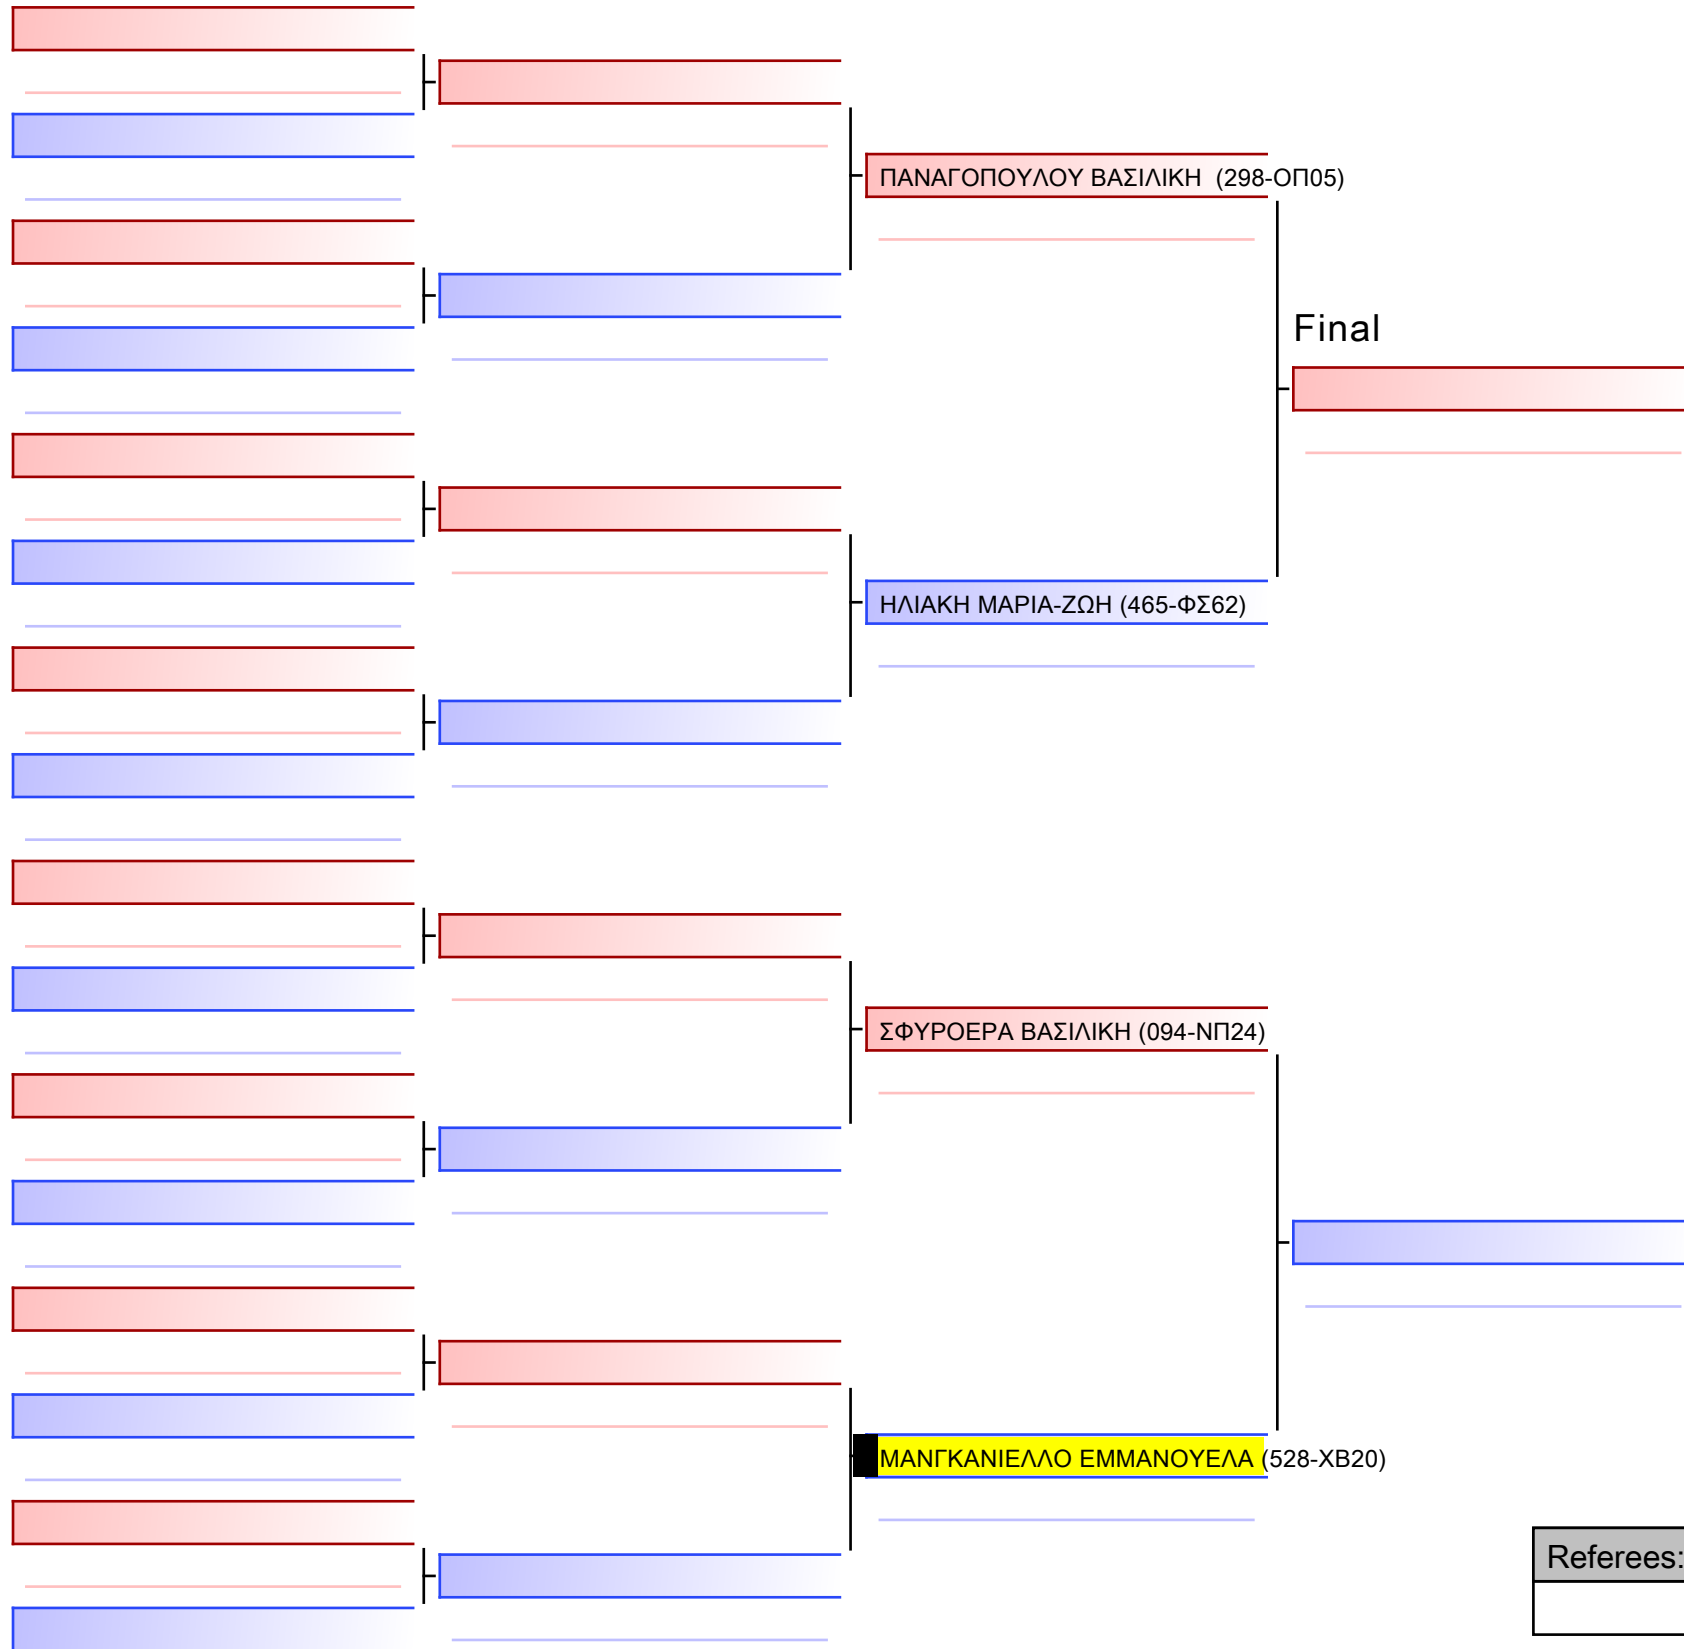 ΠΑΝΑΓΟΠΟΥΛΟΥ ΒΑΣΙΛΙΚΗ  (298-ΟΠ05)
Final
ΗΛΙΑΚΗ ΜΑΡΙΑ-ΖΩΗ (465-ΦΣ62)
ΣΦΥΡΟΕΡΑ ΒΑΣΙΛΙΚΗ (094-ΝΠ24)
ΜΑΝΓΚΑΝΙΕΛΛΟ ΕΜΜΑΝΟΥΕΛΑ (528-ΧΒ20)
Referees: